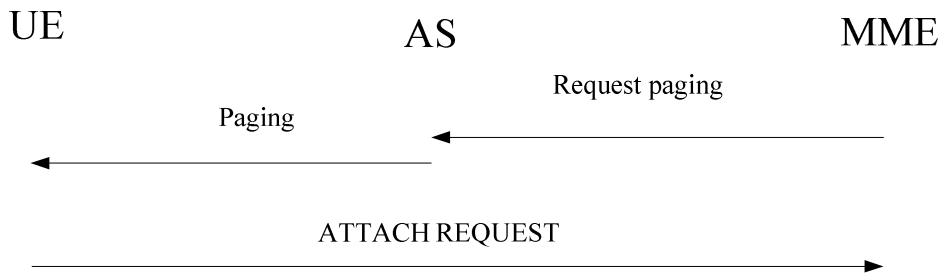 UE
AS
MME
Request paging
Paging
ATTACH REQUEST